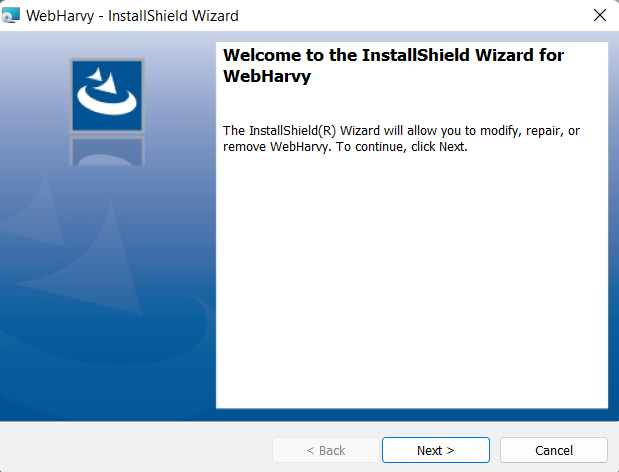 WebHarvy - InstallShield Wizard
Welcome to the InstallShield Wizard for
WebHarvy
The InstallShield(R) Wizard will allow you to modify, repair, or
remove WebHarvy. To continue, click Next.
< Back
Next >
Cancel